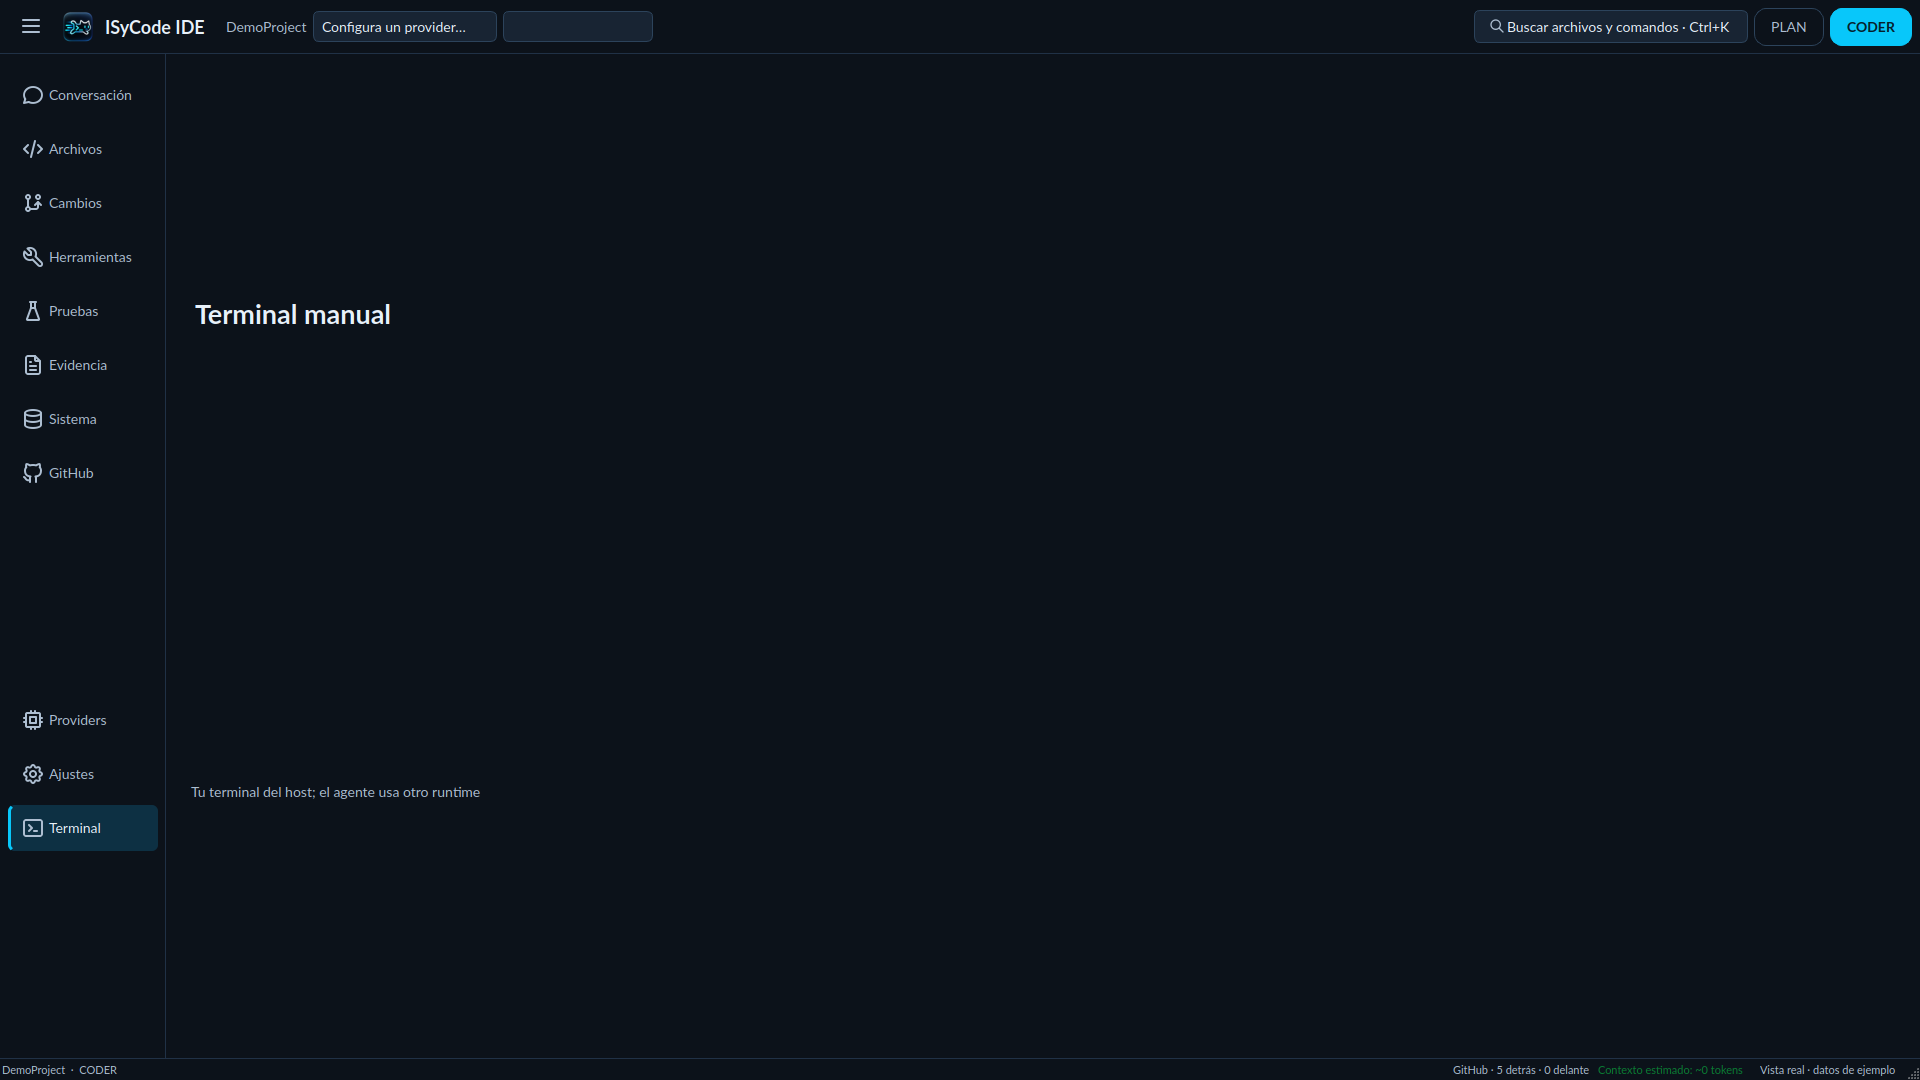 ISyCode IDE
DemoProject
Configura un provider...
Buscar archivos y comandos · Ctrl+K
PLAN
CODER
Conversación
Archivos
Cambios
Herramientas
Pruebas
Evidencia
Sistema
GitHub
Terminal manual
Providers
Ajustes
Tu terminal del host; el agente usa otro runtime
Terminal
DemoProject · CODER
GitHub · 5 detrás · 0 delante
Contexto estimado: ~0 tokens
Vista real · datos de ejemplo